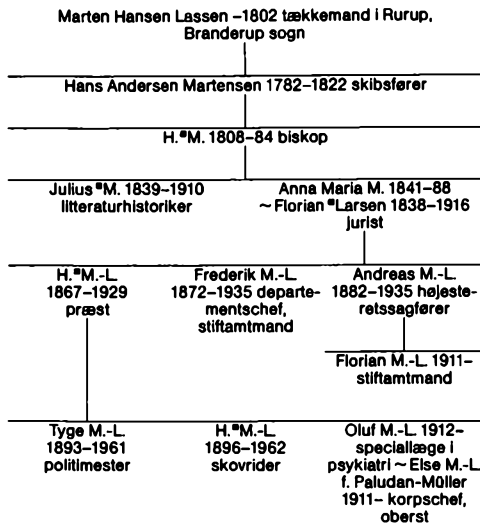 Marten Hansen Lassen –1802 tækkemand i Rurup,
Branderup sogn
Hans Andersen Martensen 1782–1822 skibsfører
H.*M. 1808–84 biskop
Julius *M. 1839–1910
litteraturhistoriker
Anna Maria M. 1841–88
~ Florian *Larsen 1838–1916
jurist
H.*M.-L.
1867–1929
præst
Frederik M.-L.
1872–1935 departe-
mentschef,
stiftamtmand
Andreas M.-L.
1882–1935 højeste-
retssagfører
Florian M.-L. 1911–
stiftamtmand
Tyge M.-L.
1893–1961
politimester
H.*M.-L.
1896–1962
skovrider
Oluf M.-L. 1912–
speciallæge i
psykiatri ~ Else M.-L.
f. Paludan-Müller
1911– korpschef,
oberst